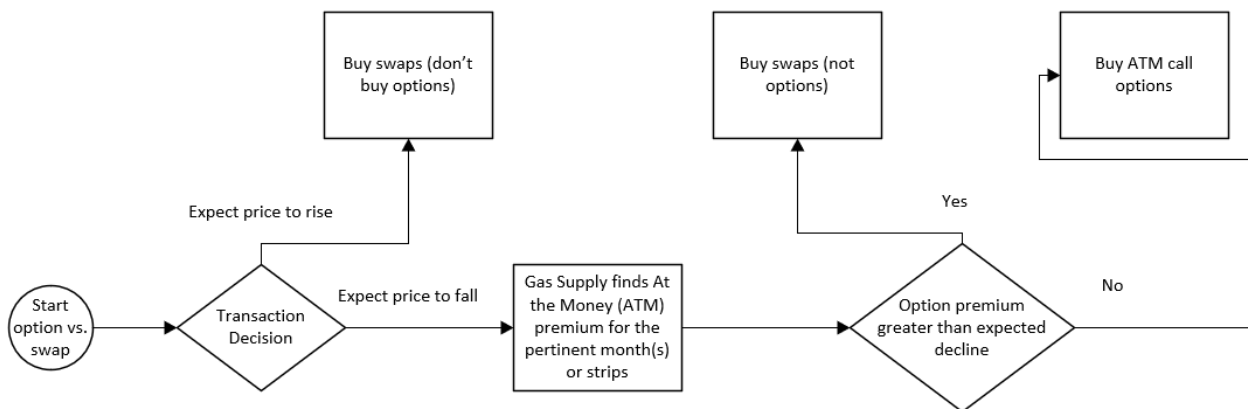 Buy swaps (don’t
buy options)
Buy swaps (not
options)
Buy ATM call
options
Expect price to rise
Yes
Start
option vs.
swap
Transaction
Decision
Expect price to fall
Gas Supply finds At
the Money (ATM)
premium for the
pertinent month(s)
or strips
Option premium
greater than expected
decline
No